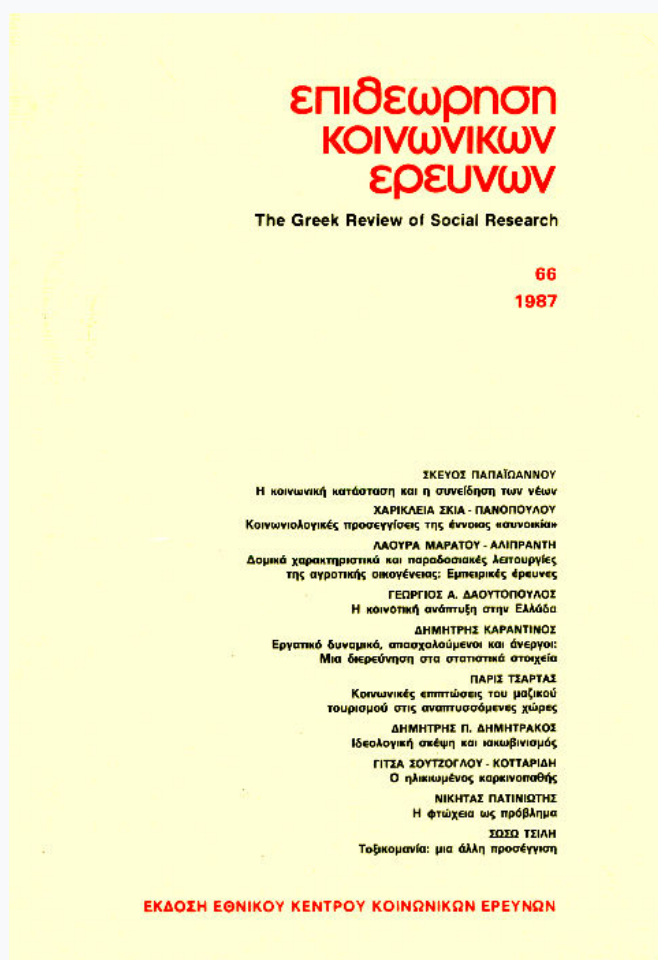 επιθεωρηση
κοινωνικων
ερευνων
The Greek Review of Social Research
66
1987
ΣΚΕΥΟΣ ΠΑΠΑΪΩΑΝΝΟΥ
Η κοινωνική κατάσταση και η συνείδηση των νέων
ΧΑΡΙΚΛΕΙΑ ΣΚΙΑ - ΠΑΝΟΠΟΥΛΟΥ
Κοινωνιολογικές προσεγγίσεις της έννοιας «συνοικία»
ΛΑΟΥΡΑ ΜΑΡΑΤΟΥ - ΑΛΙΠΡΑΝΤΗ
Δομικά χαρακτηριστικά και παραδοσιακές λειτουργίες
της αγροτικής οικογένειας: Εμπειρικές έρευνες
ΓΕΩΡΓΙΟΣ Α. ΔΑΟΥΤΟΠΟΥΛΟΣ
Η κοινοτική ανάπτυξη στην Ελλάδα
ΔΗΜΗΤΡΗΣ ΚΑΡΑΝΤΙΝΟΣ
Εργατικό δυναμικό, απασχολούμενοι και άνεργοι:
Μια διερεύνηση στα στατιστικά στοιχεία
ΠΑΡΙΣ ΤΣΑΡΤΑΣ
Κοινωνικές επιπτώσεις του μαζικού
τουρισμού στις αναπτυσσόμενες χώρες
ΔΗΜΗΤΡΗΣ Π. ΔΗΜΗΤΡΑΚΟΣ
Ιδεολογική σκέψη και ιακωβινισμός
ΓΙΤΣΑ ΣΟΥΤΖΟΓΛΟΥ - ΚΟΤΤΑΡΙΔΗ
Ο ηλικιωμένος καρκινοπαθής
ΝΙΚΗΤΑΣ ΠΑΤΙΝΙΩΤΗΣ
Η φτώχεια ως πρόβλημα
ΣΩΣΩ ΤΣΙΛΗ
Τοξικομανία: μια άλλη προσέγγιση
ΕΚΔΟΣΗ ΕΘΝΙΚΟΥ ΚΕΝΤΡΟΥ ΚΟΙΝΩΝΙΚΩΝ ΕΡΕΥΝΩΝ